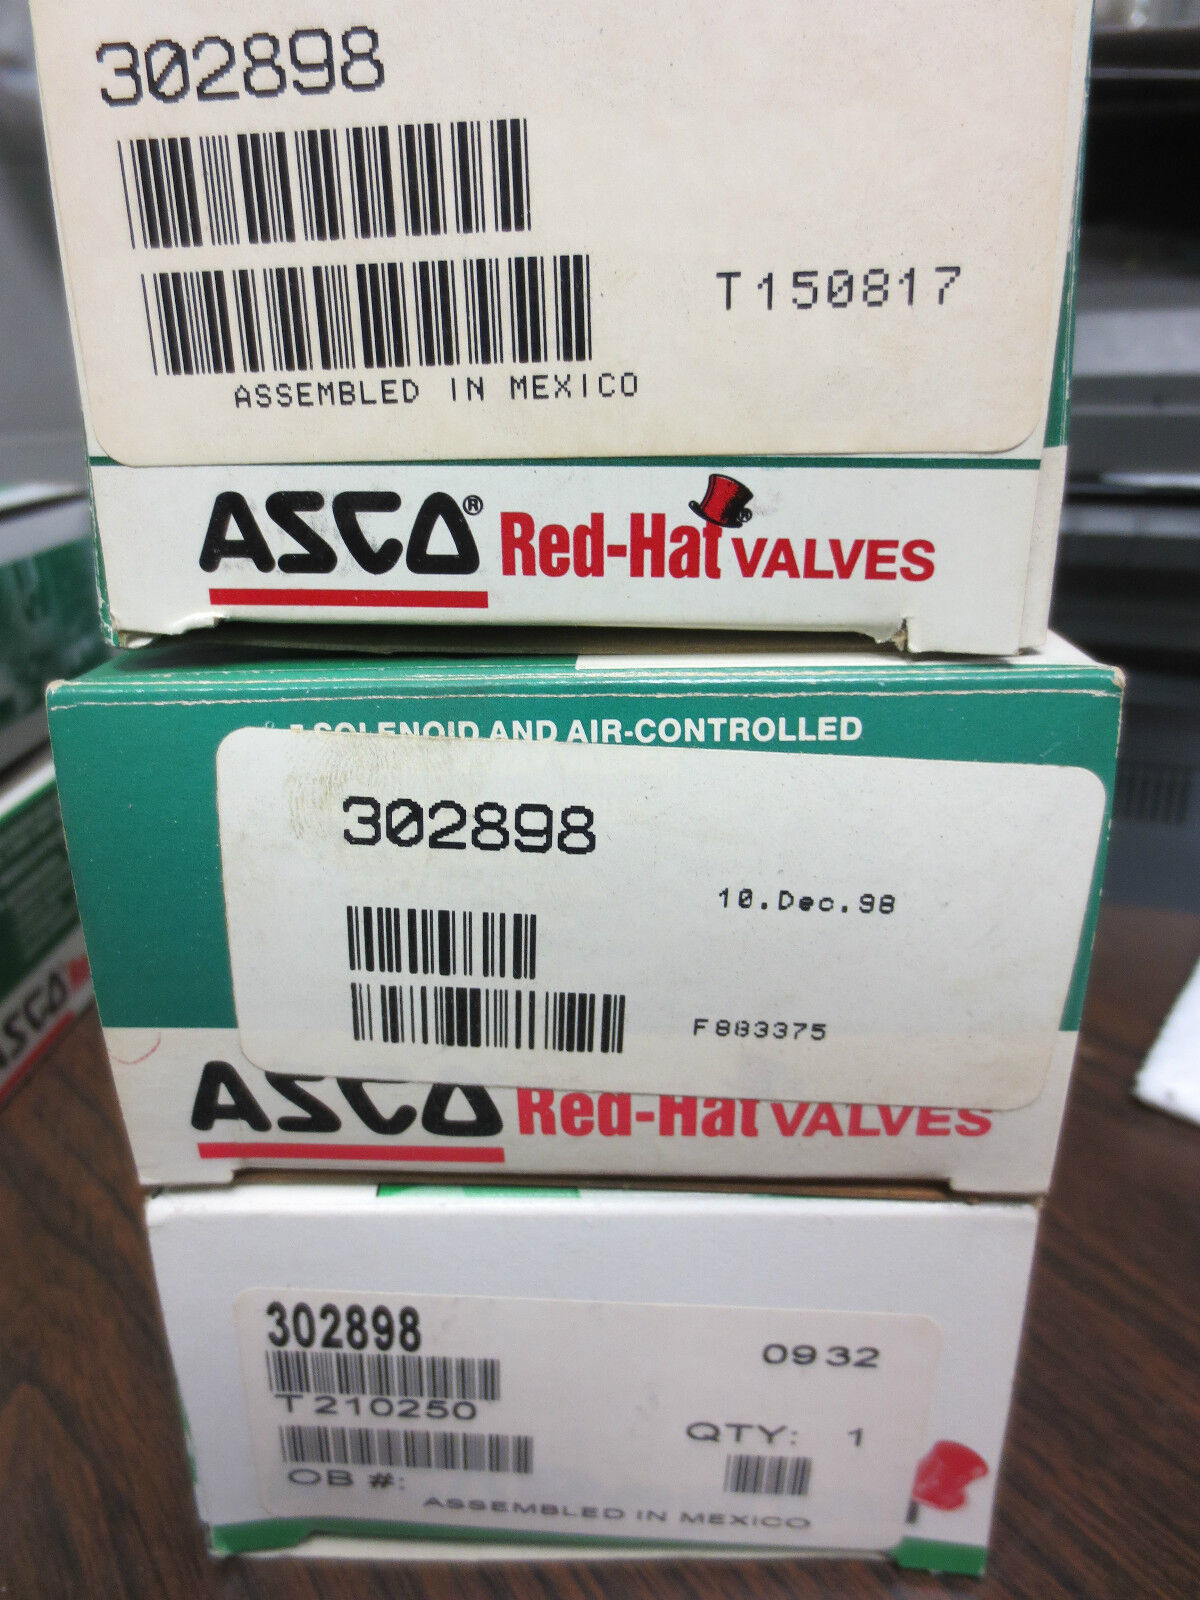 302898
T150817
ASSEMBLED IN MEXICO
ASCO® Red-Hat® VALVES
SOLENOID AND AIR-CONTROLLED
302898
10.Dec.98
F883375
ASCO Red-Hat VALVES
302898
0932
T210250
QTY: 1
OB #:
ASSEMBLED IN MEXICO
ASCO